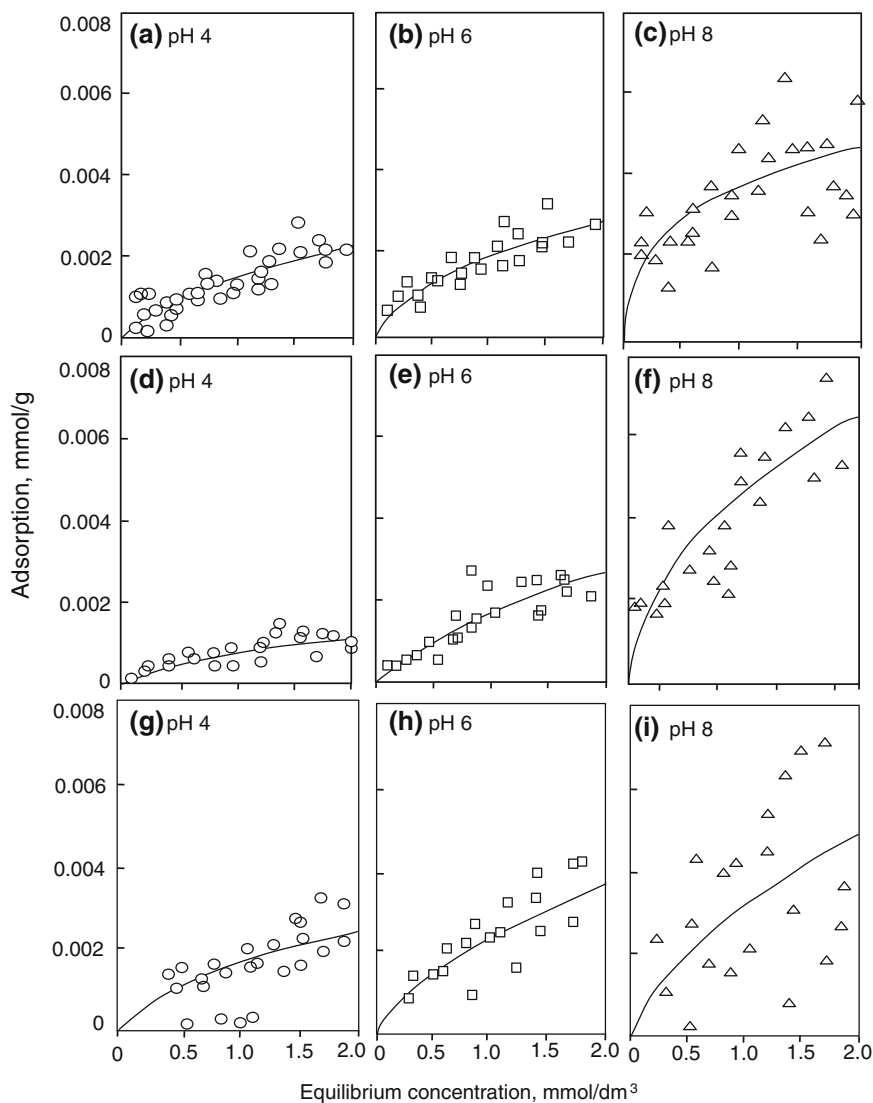 0.008
(a) pH 4
(b) pH 6
(c) pH 8
0.006
0.004
0.002
0
0.008
(d) pH 4
(e) pH 6
(f) pH 8
0.006
0.004
0.002
0
0.008
(g) pH 4
(h) pH 6
(i) pH 8
0.006
0.004
0.002
0
0 0.5 1.0 1.5 2.0 0.5 1.0 1.5 2.0 0.5 1.0 1.5 2.0
Adsorption, mmol/g
Equilibrium concentration, mmol/dm³